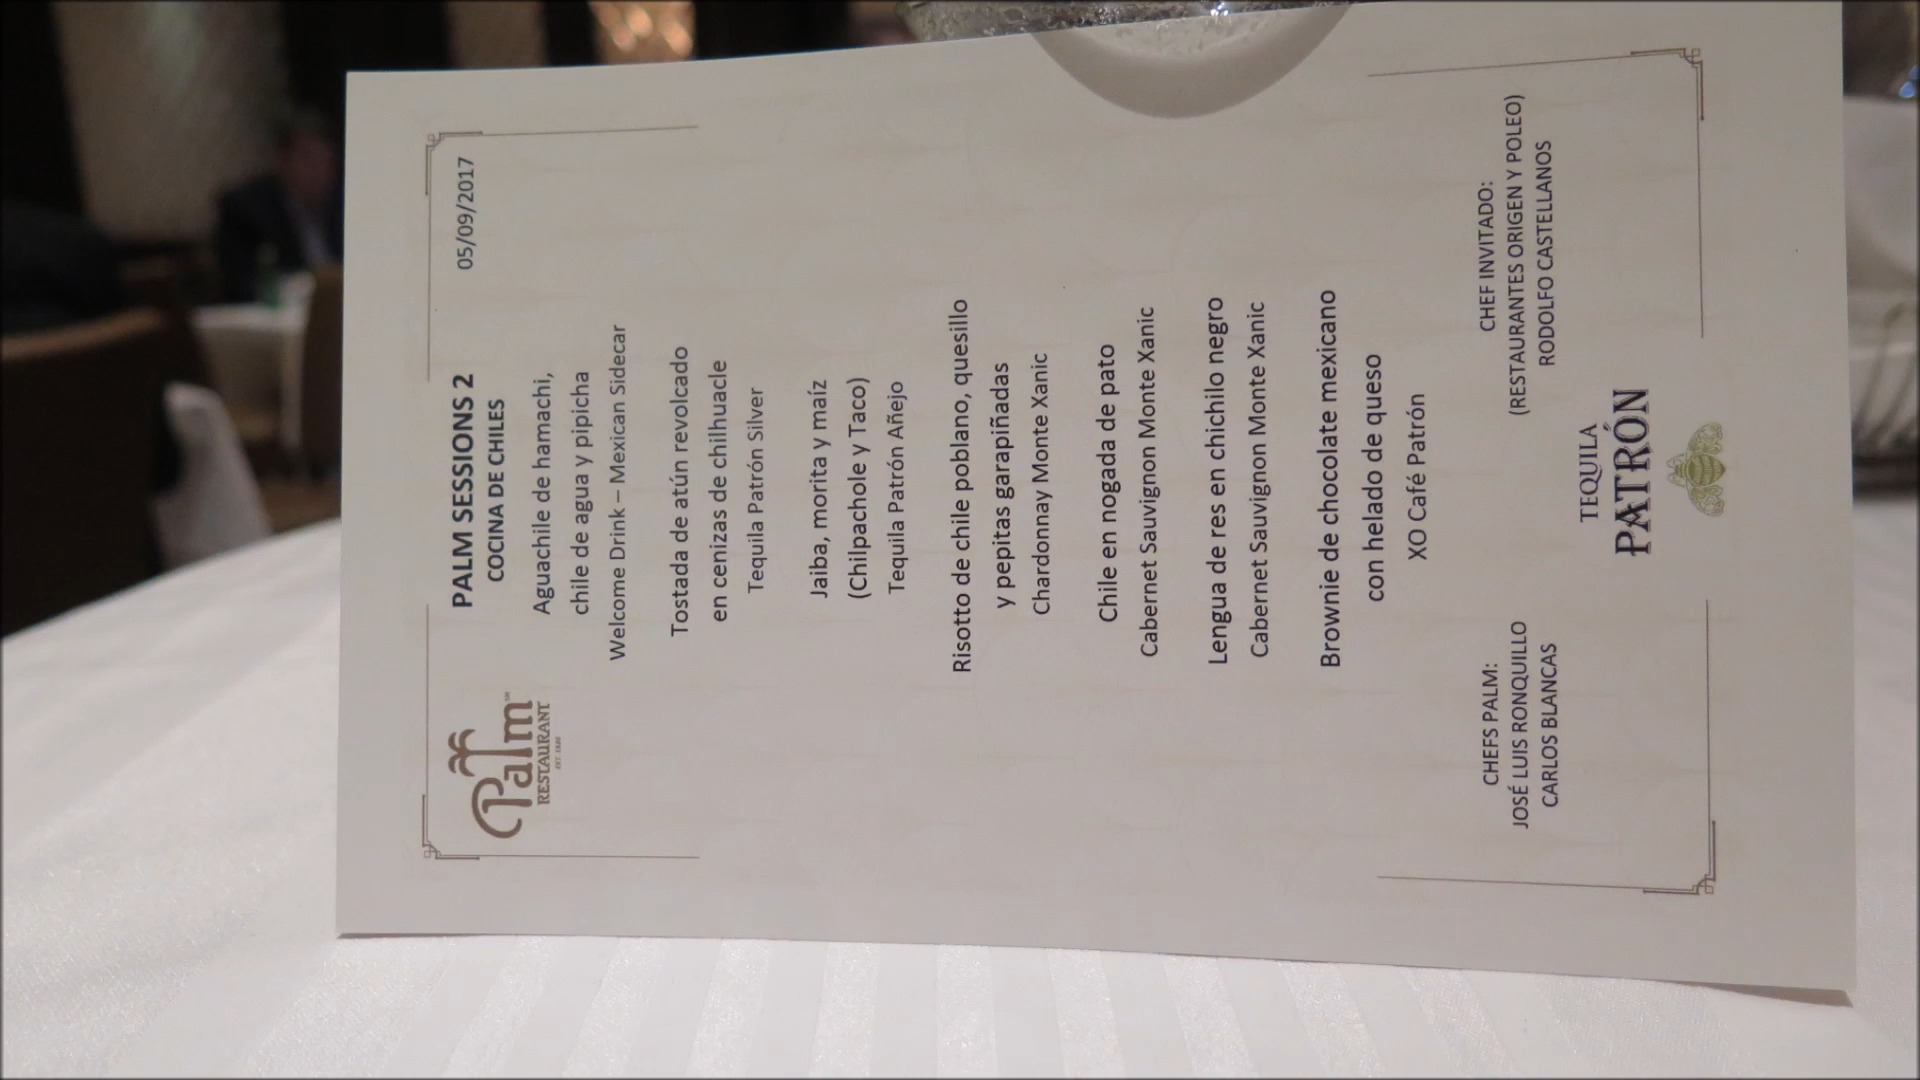 Palm
RESTAURANT
PALM SESSIONS 2
05/09/2017
COCINA DE CHILES
Aguachile de hamachi,
chile de agua y pipicha
Welcome Drink – Mexican Sidecar
Tostada de atún revolcado
en cenizas de chilhuacle
Tequila Patrón Silver
Jaiba, morita y maíz
(Chilpachole y Taco)
Tequila Patrón Añejo
Risotto de chile poblano, quesillo
y pepitas garapiñadas
Chardonnay Monte Xanic
Chile en nogada de pato
Cabernet Sauvignon Monte Xanic
Lengua de res en chichilo negro
Cabernet Sauvignon Monte Xanic
Brownie de chocolate mexicano
con helado de queso
XO Café Patrón
CHEFS PALM:
JOSÉ LUIS RONQUILLO
CARLOS BLANCAS
CHEF INVITADO:
(RESTAURANTES ORIGEN Y POLEO)
RODOLFO CASTELLANOS
TEQUILA
PATRÓN